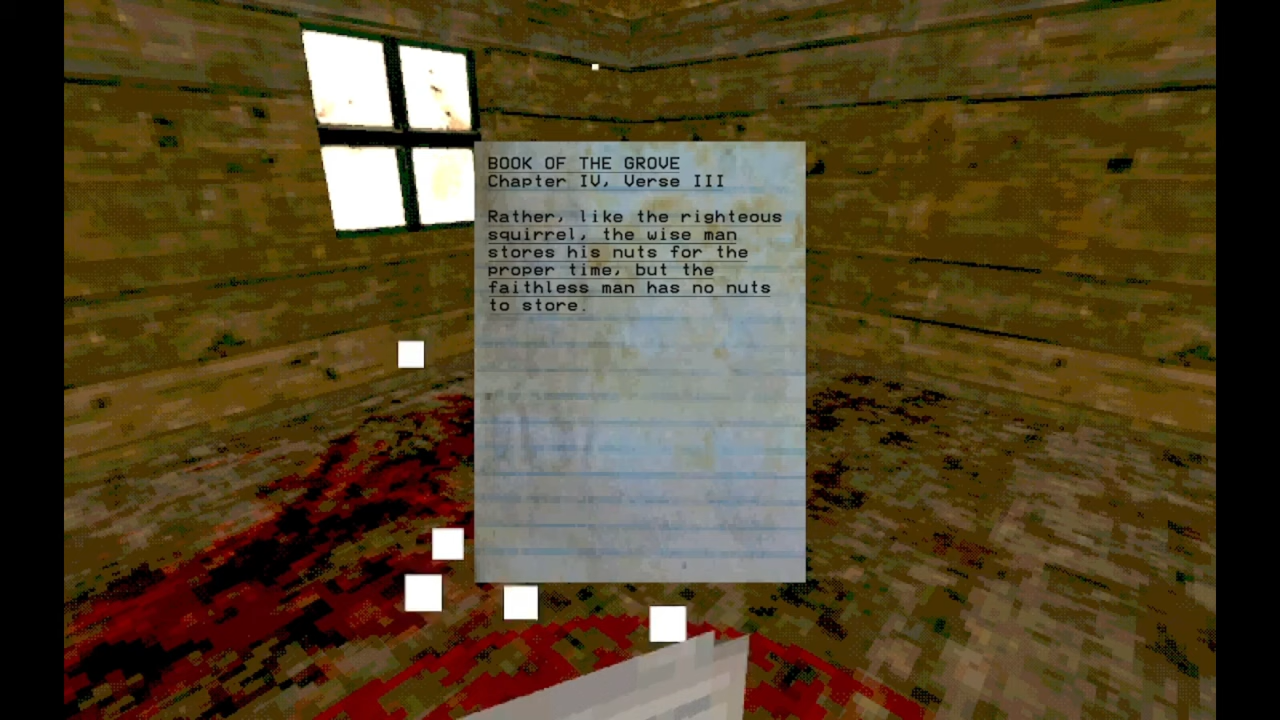 BOOK OF THE GROVE
Chapter IV, Verse III
Rather, like the righteous
squirrel, the wise man
stores his nuts for the
proper time, but the
faithless man has no nuts
to store.